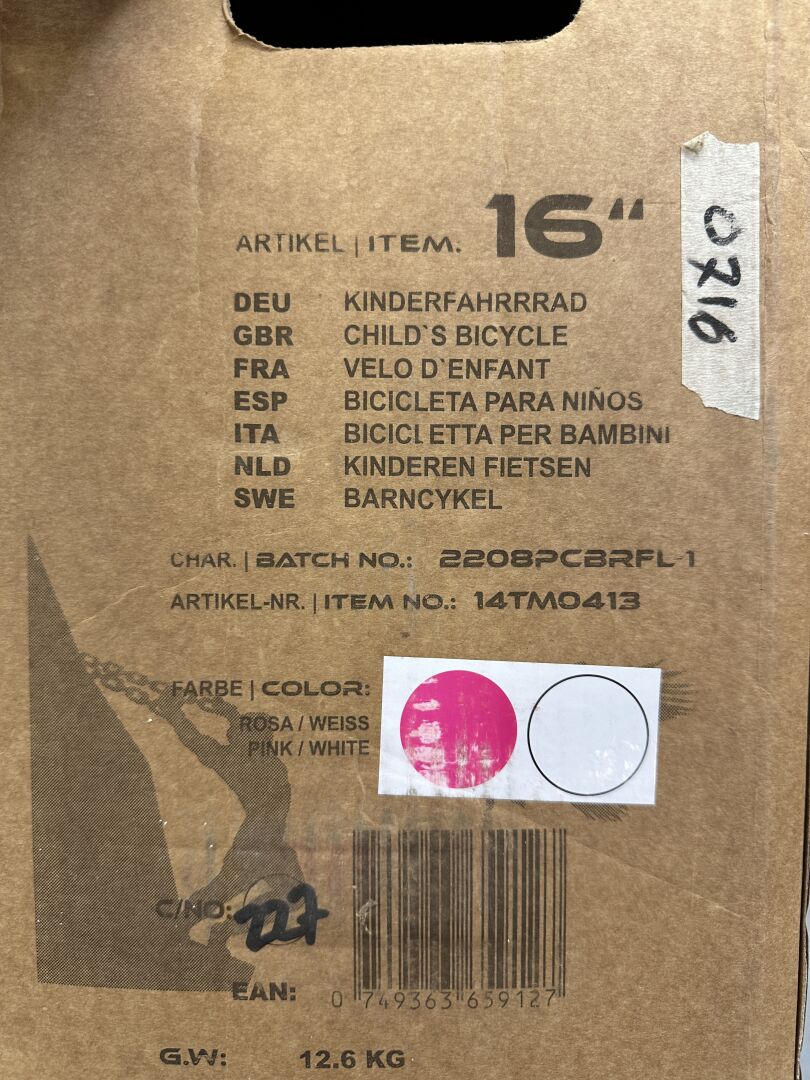 ARTIKEL | ITEM. 16"
0716
DEU KINDERFAHRRRAD
GBR CHILD`S BICYCLE
FRA VELO D`ENFANT
ESP BICICLETA PARA NIÑOS
ITA BICICLETTA PER BAMBINI
NLD KINDEREN FIETSEN
SWE BARNCYKEL
CHAR. | BATCH NO.: 2208PCBRFL-1
ARTIKEL-NR. | ITEM NO.: 14TM0413
FARBE | COLOR:
ROSA / WEISS
PINK / WHITE
C/NO: 227
EAN: 0 749363 659127
G.W: 12.6 KG